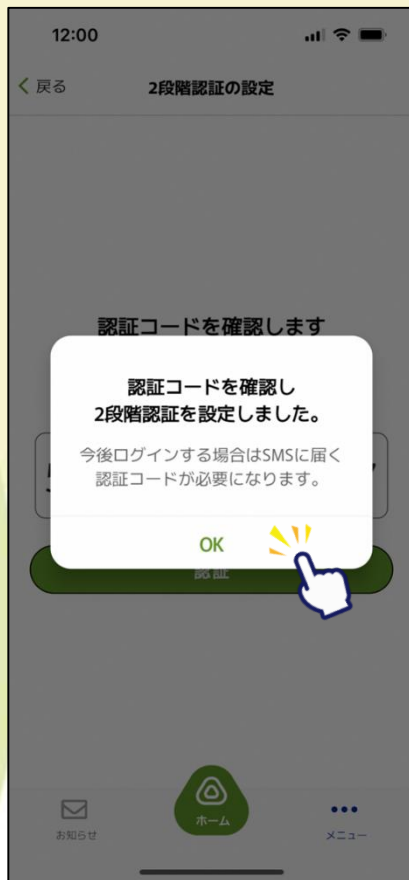 12:00
戻る
2段階認証の設定
認証コードを確認します
認証コードを確認し
2段階認証を設定しました。
今後ログインする場合はSMSに届く
認証コードが必要になります。
OK
認証
お知らせ
ホーム
メニュー